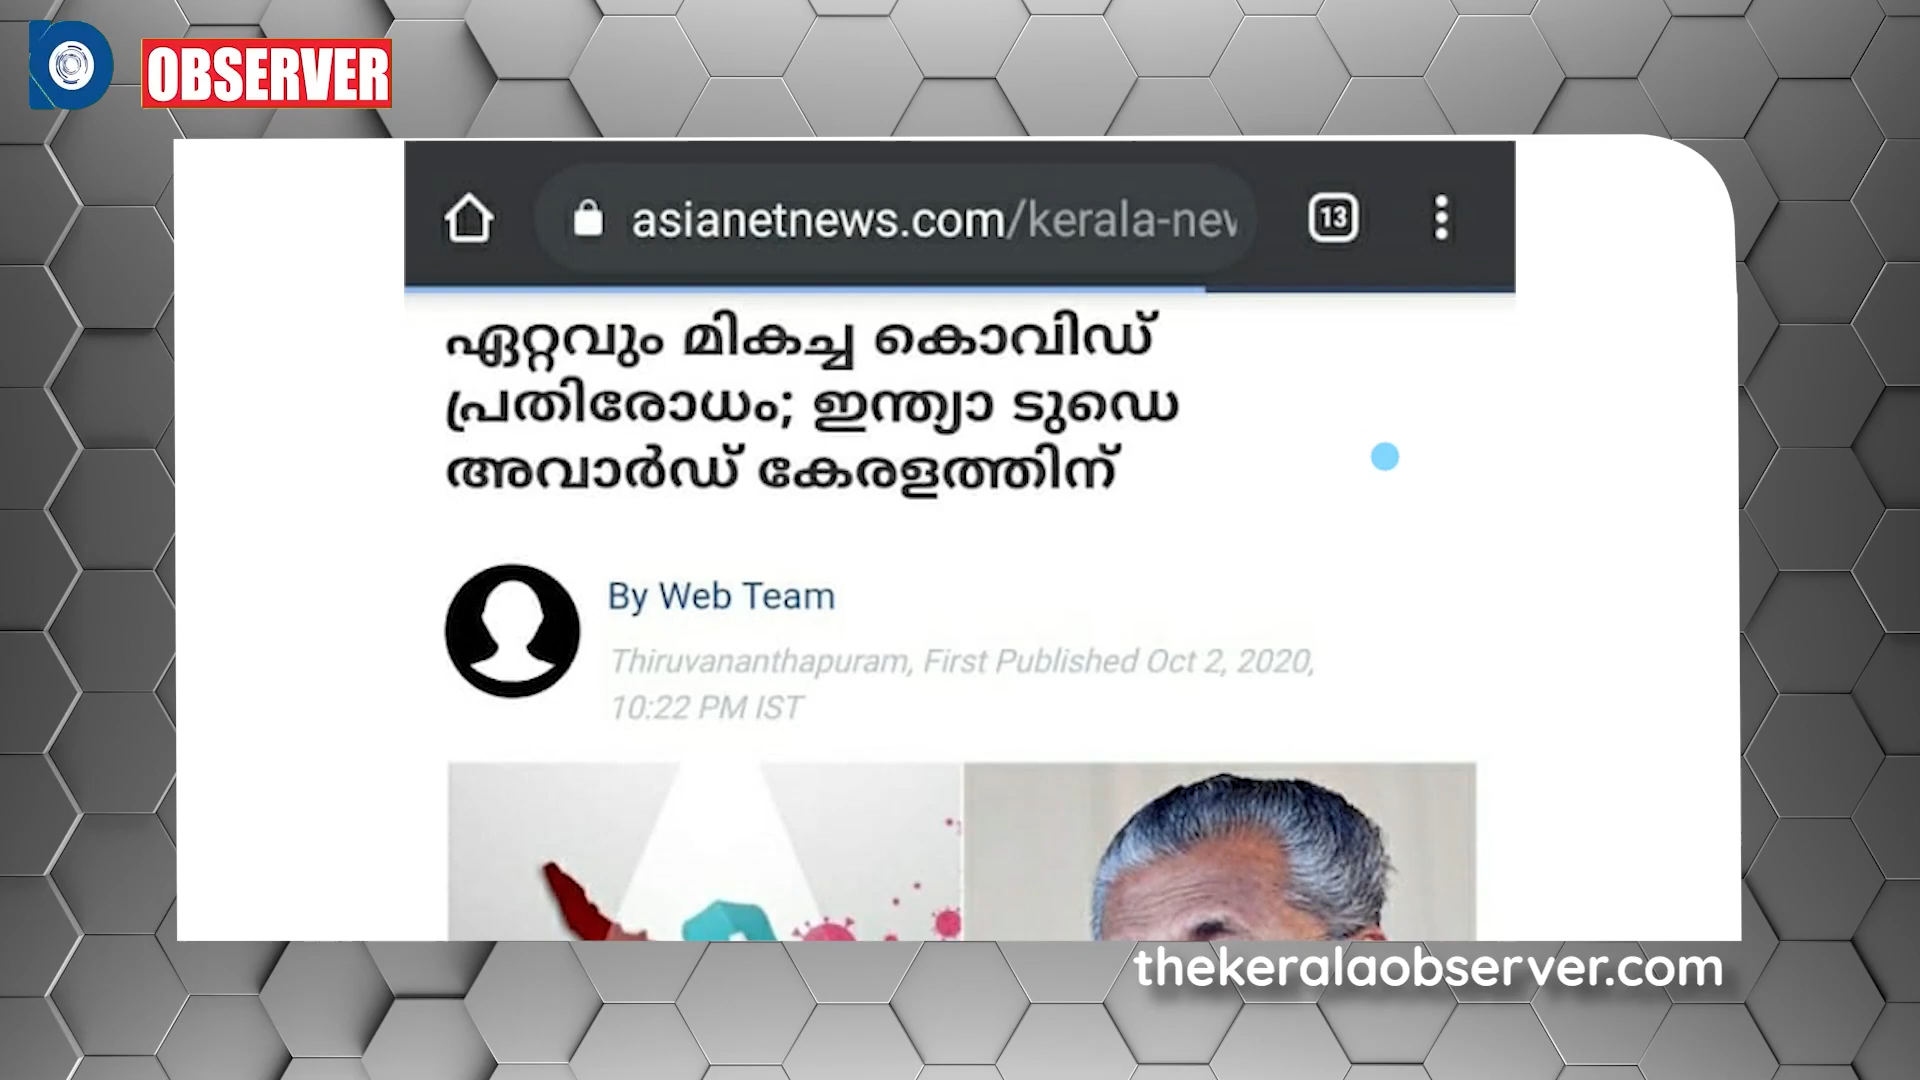 OBSERVER
asianetnews.com/kerala-nev
13
ഏറ്റവും മികച്ച കൊവിഡ്
പ്രതിരോധം; ഇന്ത്യാ ടുഡെ
അവാർഡ് കേരളത്തിന്
By Web Team
Thiruvananthapuram, First Published Oct 2, 2020,
10:22 PM IST
thekeralaobserver.com